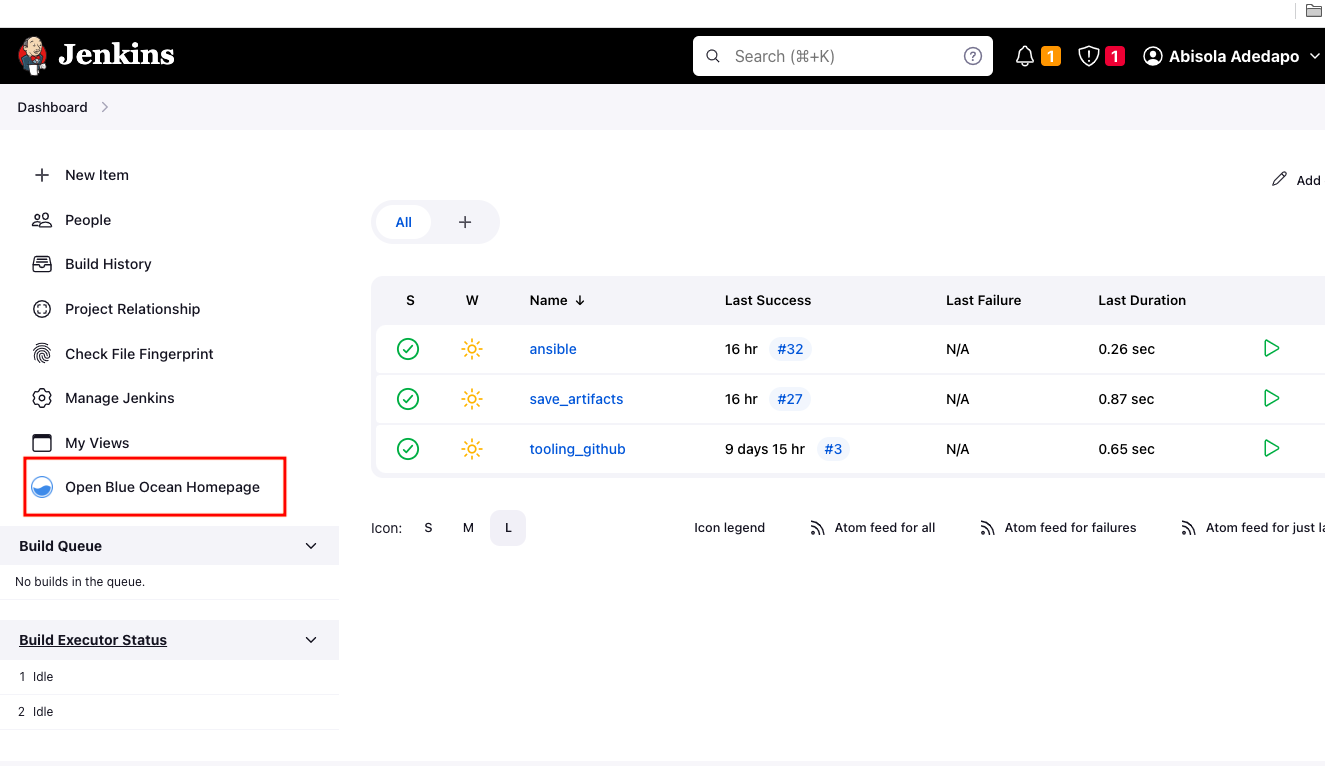 Jenkins
Search (⌘+K)
1
1
Abisola Adedapo
Dashboard
New Item
People
Build History
Project Relationship
Check File Fingerprint
Manage Jenkins
My Views
Open Blue Ocean Homepage
Build Queue
No builds in the queue.
Build Executor Status
1 Idle
2 Idle
Add
All
S W Name ↓ Last Success Last Failure Last Duration
ansible 16 hr #32 N/A 0.26 sec
save_artifacts 16 hr #27 N/A 0.87 sec
tooling_github 9 days 15 hr #3 N/A 0.65 sec
Icon: S M L Icon legend Atom feed for all Atom feed for failures Atom feed for just